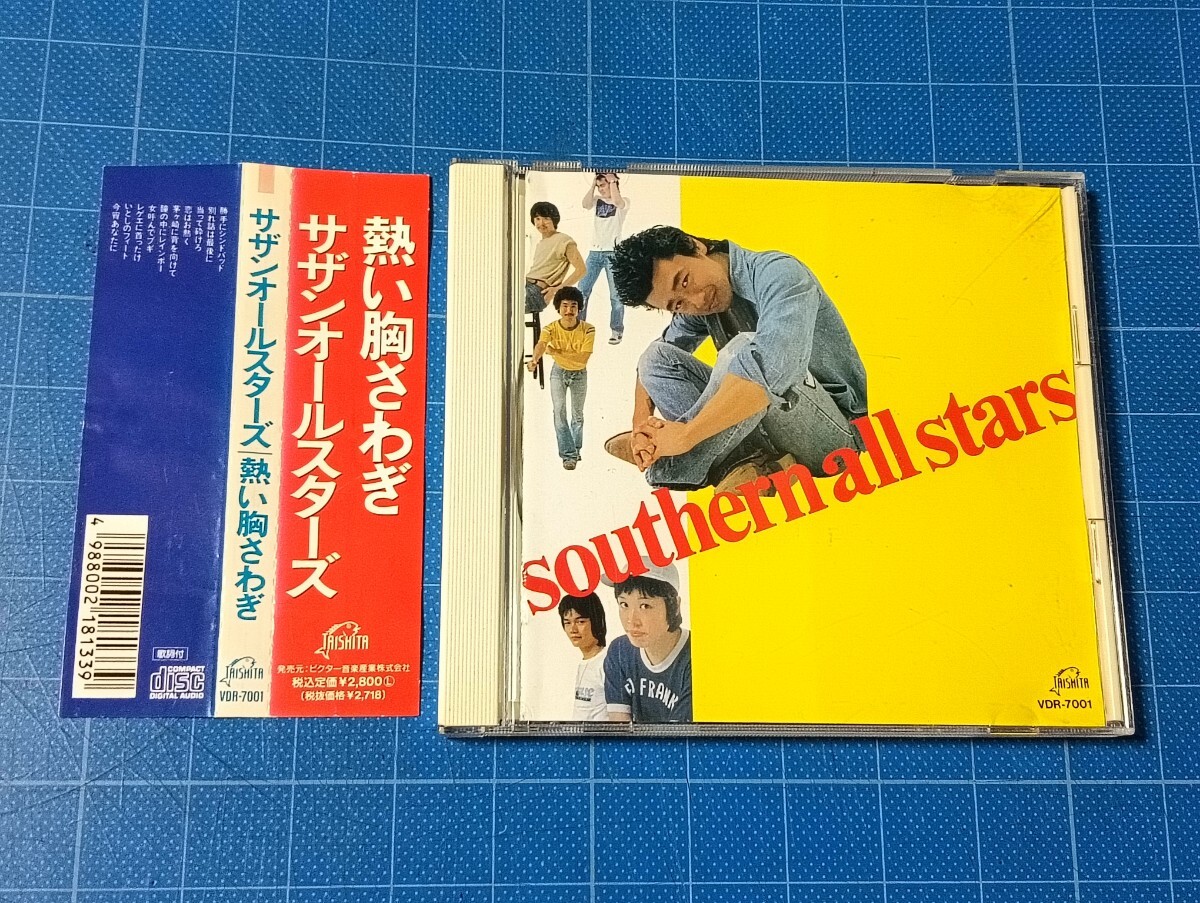 熱い胸さわぎ
サザンオールスターズ
TAISHITA
発売元:ビクター音楽産業株式会社
税込定価¥2,800Ⓛ
(税抜価格¥2,718)
サザンオールスターズ|熱い胸さわぎ
TAISHITA
VDR-7001
勝手にシンドバッド
別れ話は最後に
当って砕けろ
恋はお熱く
茅ヶ崎に背を向けて
瞳の中にレインボー
女呼んでブギ
レゲエに首ったけ
いとしのフィート
今宵あなたに
4 988002 181339
歌詞付
COMPACT
disc
DIGITAL AUDIO
southern all stars
FRANK
TAISHITA
VDR-7001